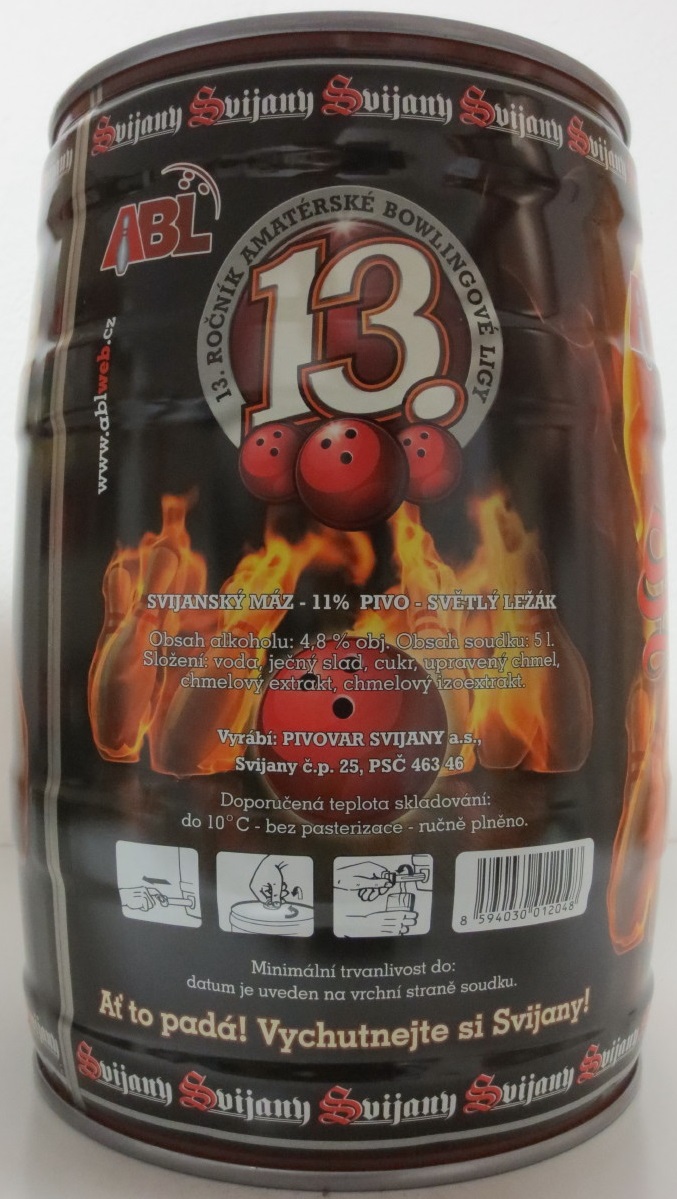 Svijany Svijany Svijany Svijany Svijany
ABL
13. ROČNÍK AMATÉRSKÉ BOWLINGOVÉ LIGY
13.
www.ablweb.cz
SVIJANSKÝ MÁZ - 11% PIVO - SVĚTLÝ LEŽÁK
Obsah alkoholu: 4,8 % obj. Obsah soudku: 5 l.
Složení: voda, ječný slad, cukr, upravený chmel,
chmelový extrakt, chmelový izoextrakt.
Vyrábí: PIVOVAR SVIJANY a.s.,
Svijany č.p. 25, PSČ 463 46
Doporučená teplota skladování:
do 10°C - bez pasterizace - ručně plněno.
8 594030 012048
Minimální trvanlivost do:
datum je uveden na vrchní straně soudku.
Ať to padá! Vychutnejte si Svijany!
Svijany Svijany Svijany Svijany Svijany